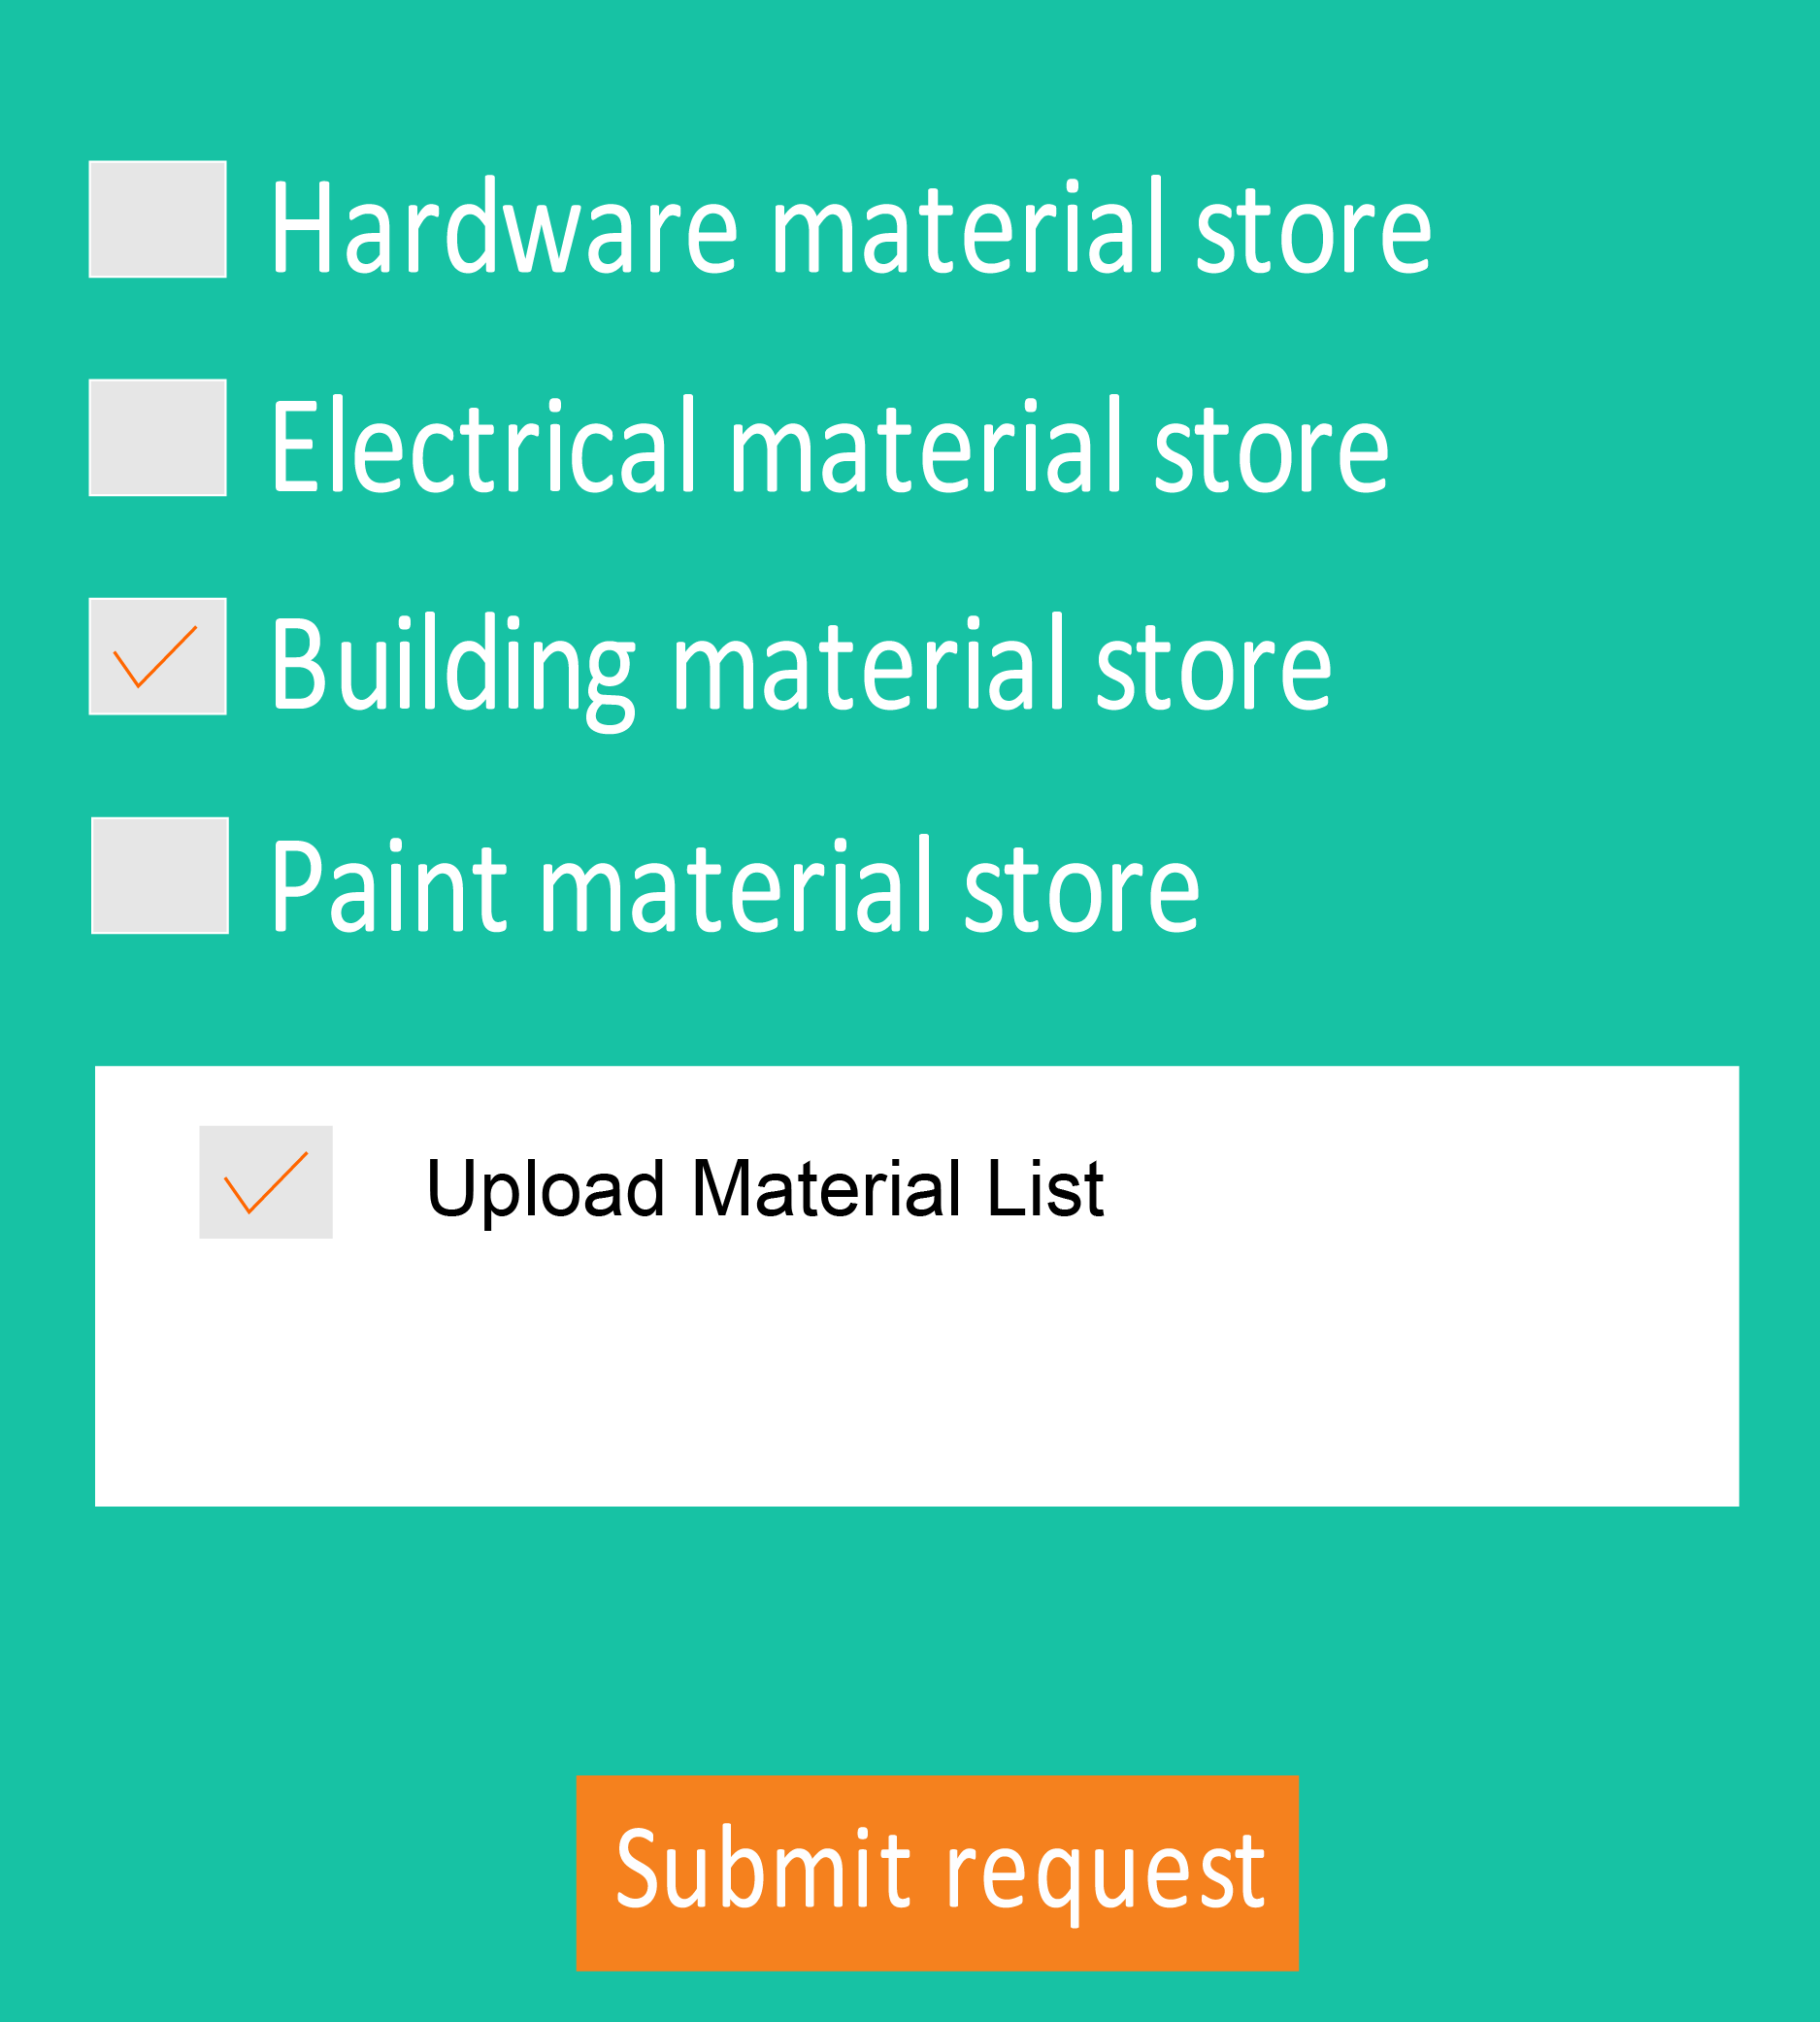 Hardware material store
Electrical material store
Building material store
Paint material store
Upload Material List
Submit request